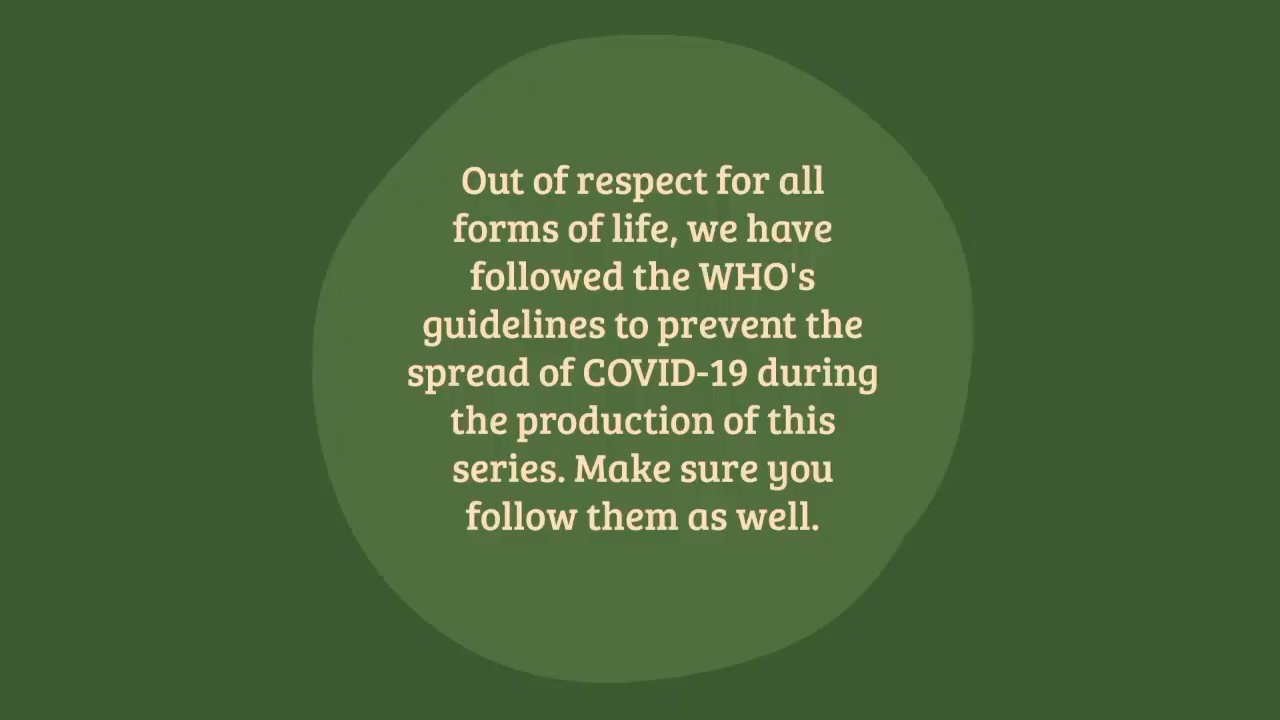 Out of respect for all
forms of life, we have
followed the WHO's
guidelines to prevent the
spread of COVID-19 during
the production of this
series. Make sure you
follow them as well.